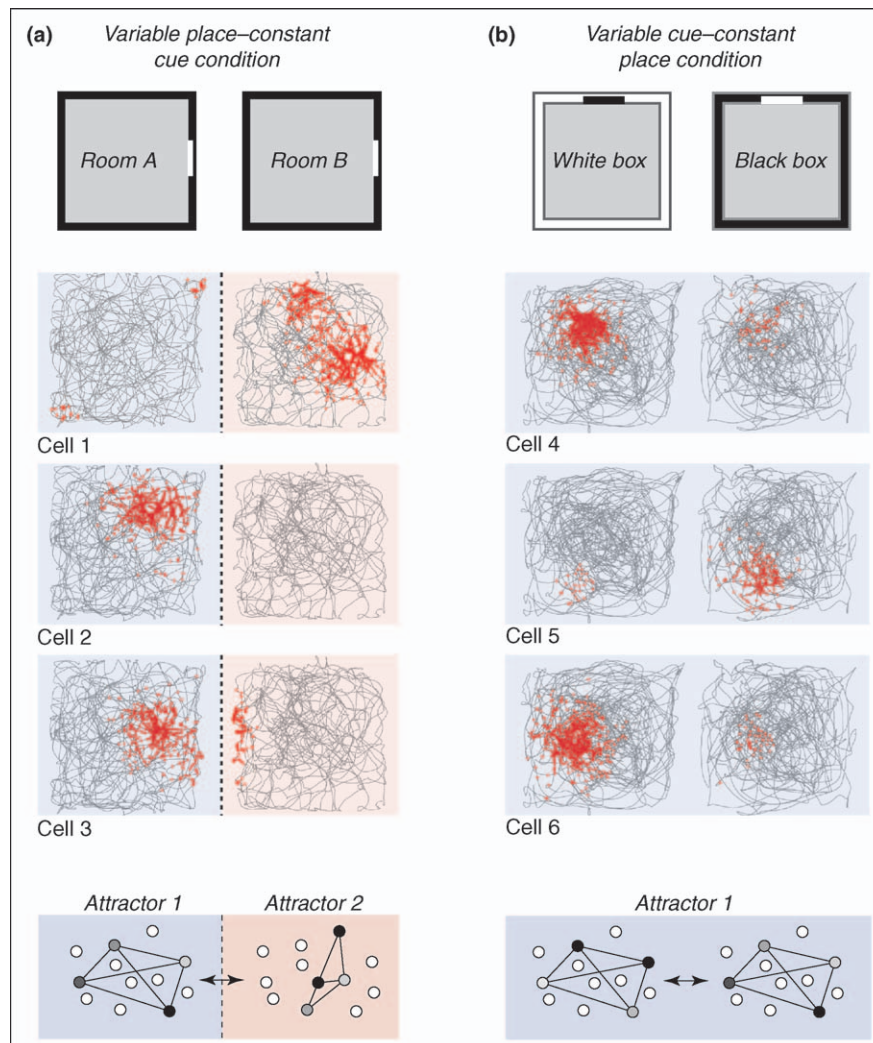 (a) Variable place–constant
cue condition
Room A
Room B
Cell 1
Cell 2
Cell 3
Attractor 1
Attractor 2
(b) Variable cue–constant
place condition
White box
Black box
Cell 4
Cell 5
Cell 6
Attractor 1